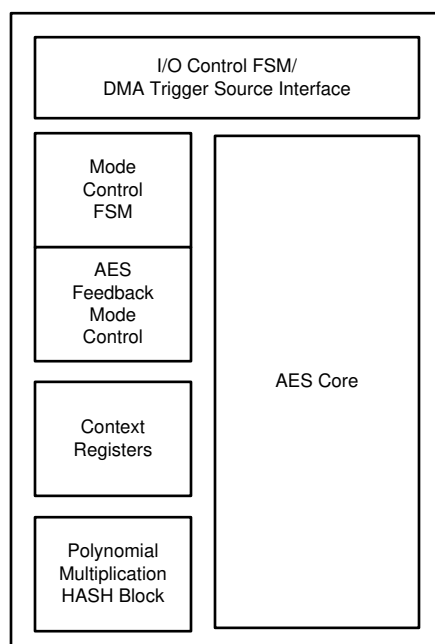 I/O Control FSM/
DMA Trigger Source Interface
Mode
Control
FSM
AES
Feedback
Mode
Control
AES Core
Context
Registers
Polynomial
Multiplication
HASH Block